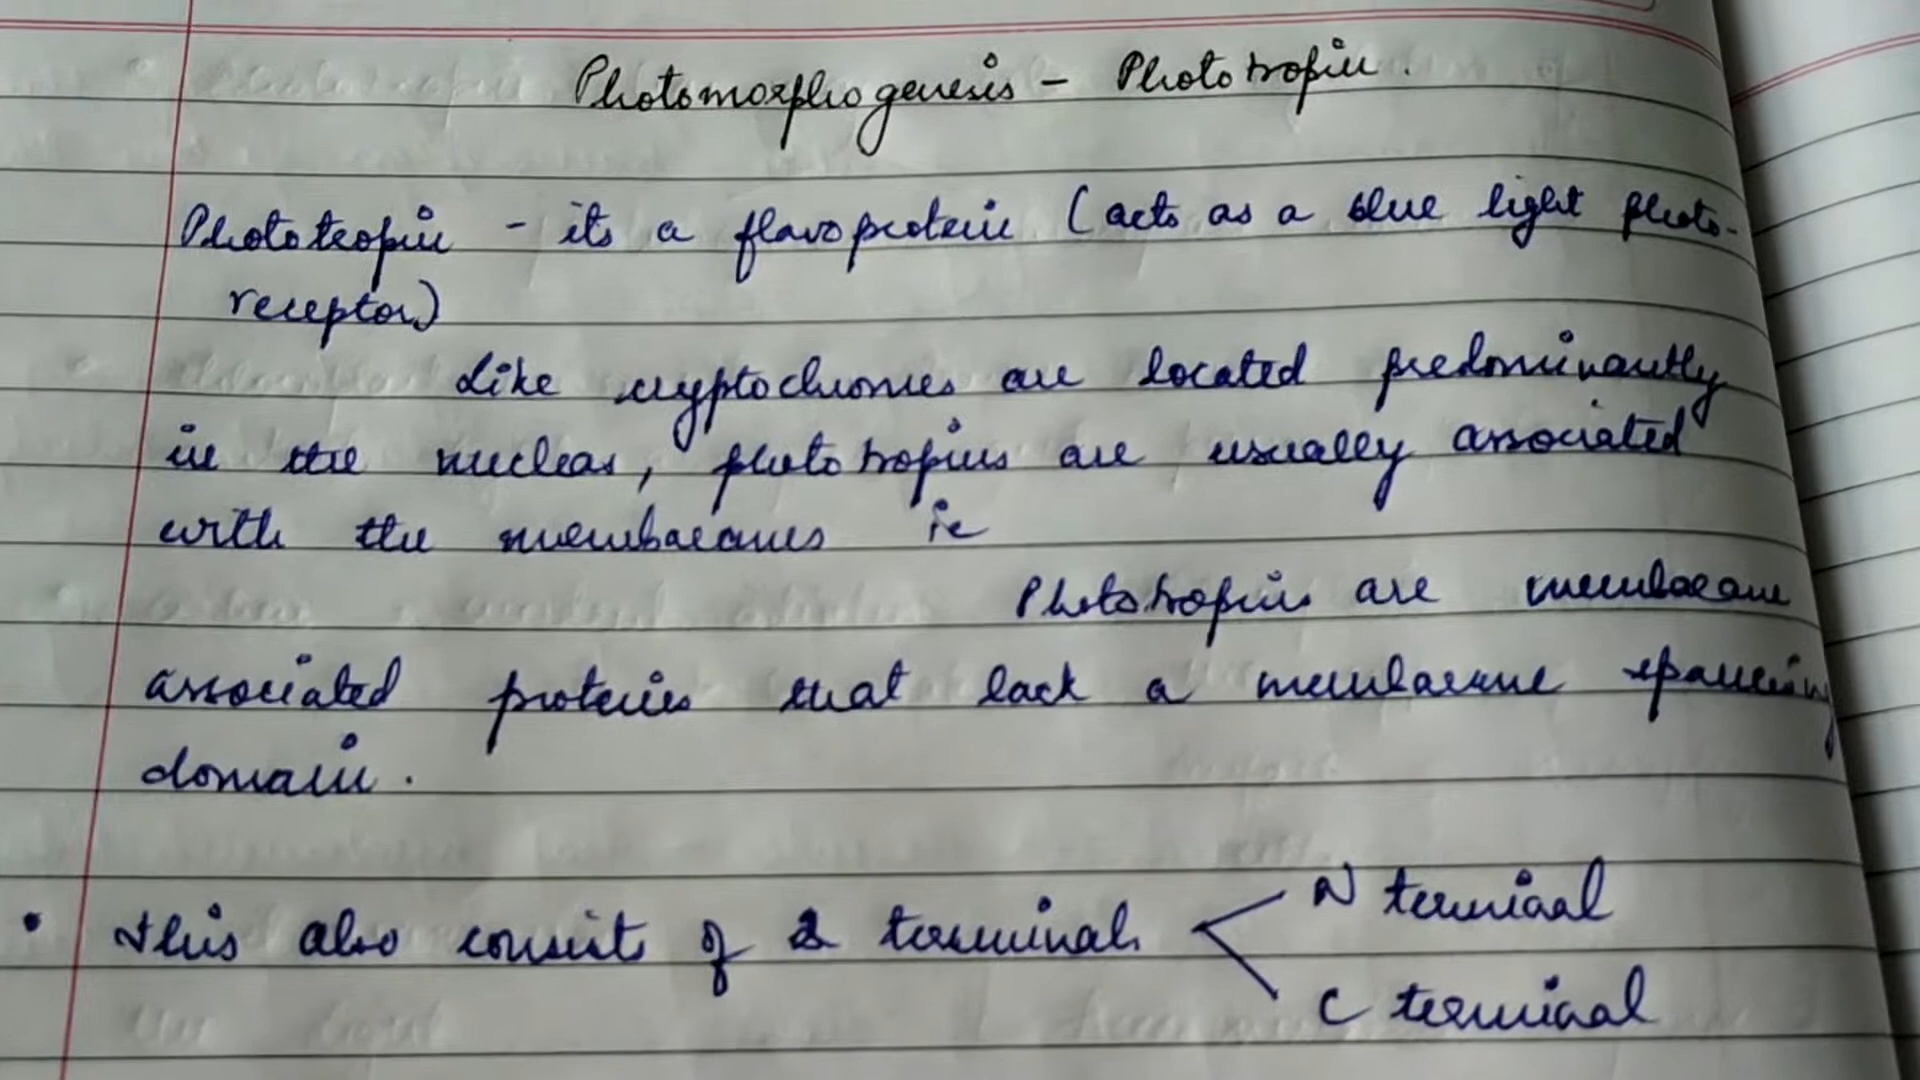 Photomorphogenesis - Phototropin.
Phototropin - its a flavoprotein (acts as a blue light photo-
receptor)
Like cryptochromes are located predominantly
in the nucleas, phototropins are usually associated
with the membranes ie
Phototropins are membrane
associated proteins that lack a membrane spanning
domain.
• This also consist of 2 terminal. N terminal
C terminal